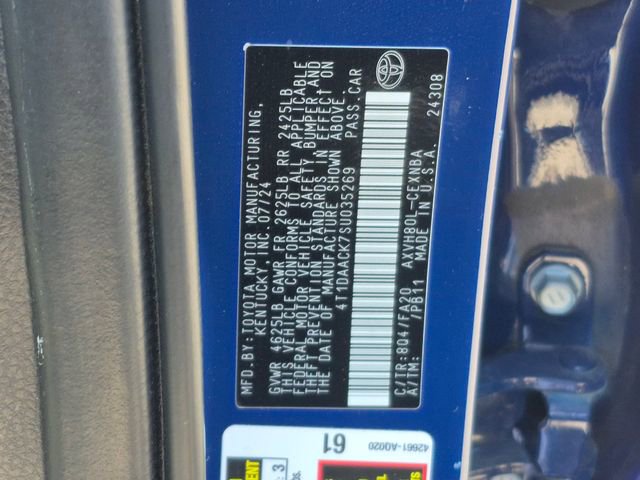 MFD.BY:TOYOTA MOTOR MANUFACTURING,
KENTUCKY,INC.07/24
GVWR 4625LB GAWR FR 2625LB RR 2425LB
THIS VEHICLE CONFORMS TO ALL APPLICABLE
FEDERAL MOTOR VEHICLE SAFETY BUMPER AND
THEFT PREVENTION STANDARDS IN EFFECT ON
THE DATE OF MANUFACTURE SHOWN ABOVE.
4T1DAACK7SU035269 PASS.CAR
C/TR:8Q4/FA20 AXVH80L-CEXNBA
A/TM: /PB11 MADE IN U.S.A. 24308
61
42661-AQ020